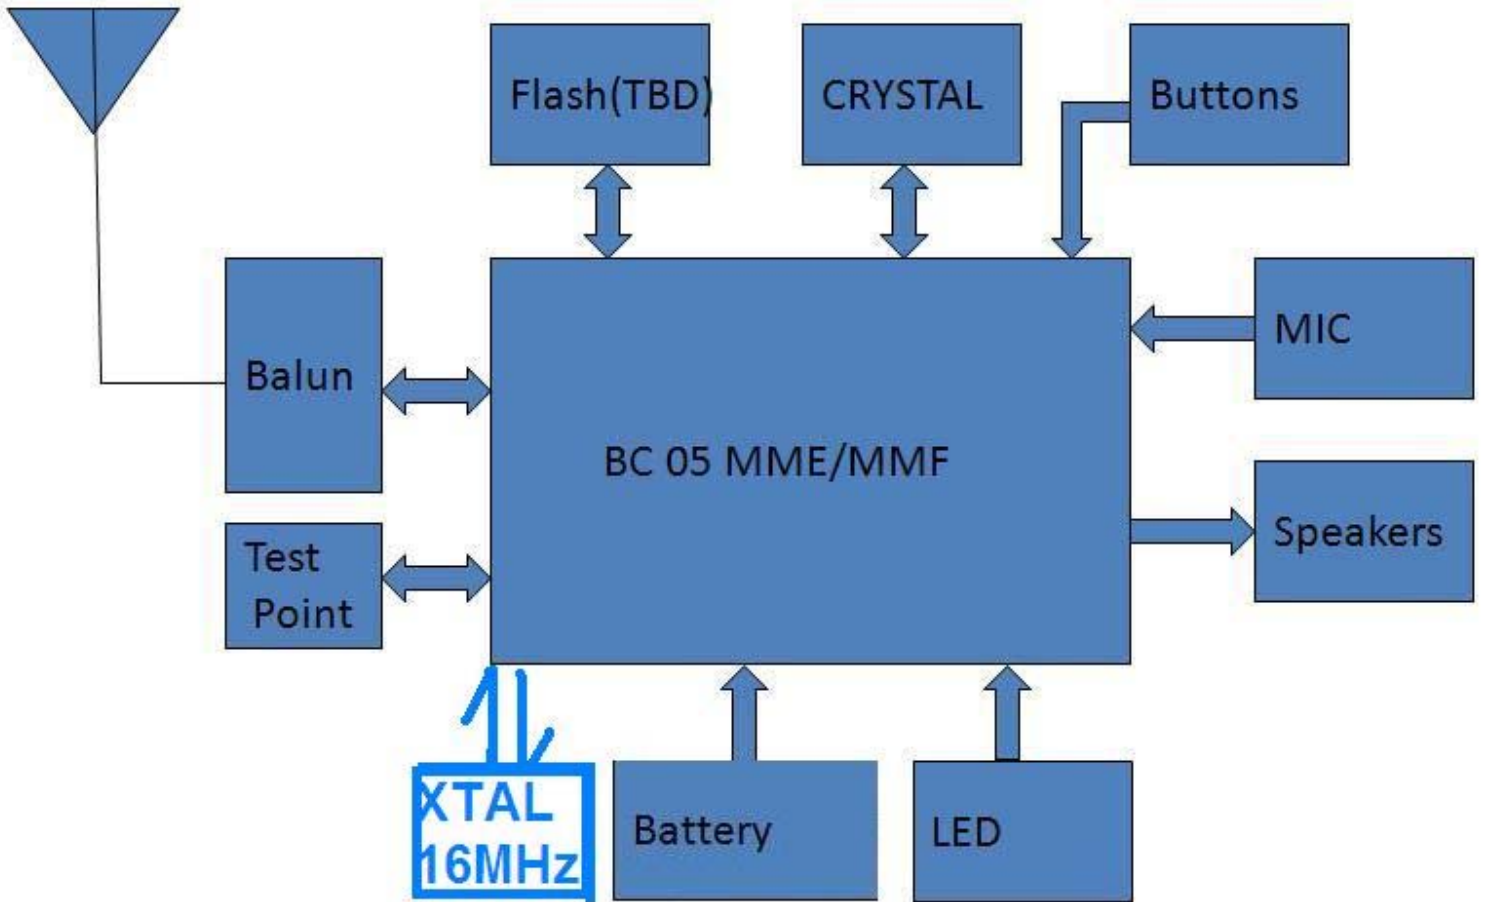 Flash(TBD)
CRYSTAL
Buttons
Balun
MIC
BC 05 MME/MMF
Speakers
Test
Point
XTAL
16MHz
Battery
LED